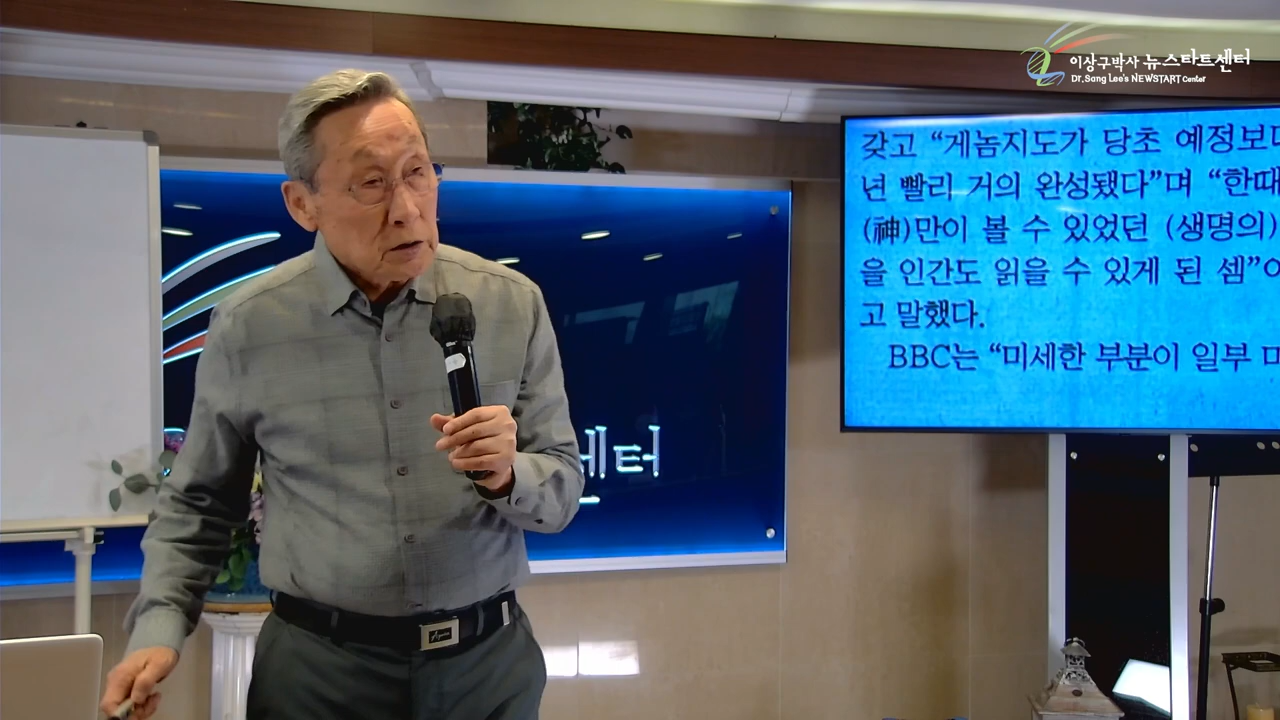 이상구박사 뉴스타트센터
Dr. Sang Lee's NEWSTART Center
갖고 “게놈지도가 당초 예정보다
년 빨리 거의 완성됐다”며 “한때
(神)만이 볼 수 있었던 (생명의)
을 인간도 읽을 수 있게 된 셈”이
고 말했다.
BBC는 “미세한 부분이 일부 미
센터